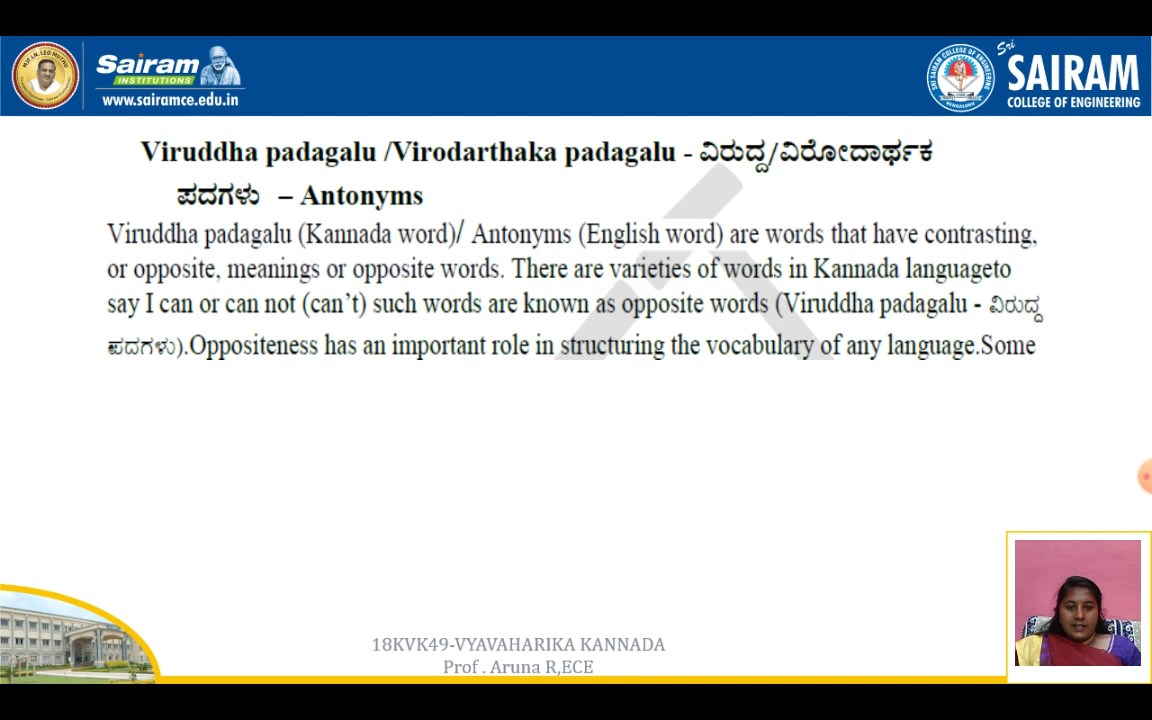 Sairam
INSTITUTIONS
www.sairamce.edu.in
Sri
SAIRAM
COLLEGE OF ENGINEERING
Viruddha padagalu /Virodarthaka padagalu - ವಿರುದ್ದ/ವಿರೋದಾರ್ಥಕ
ಪದಗಳು – Antonyms
Viruddha padagalu (Kannada word)/ Antonyms (English word) are words that have contrasting,
or opposite, meanings or opposite words. There are varieties of words in Kannada languageto
say I can or can not (can’t) such words are known as opposite words (Viruddha padagalu - ವಿರುದ್ದ
ಪದಗಳು).Oppositeness has an important role in structuring the vocabulary of any language.Some
18KVK49-VYAVAHARIKA KANNADA
Prof . Aruna R,ECE